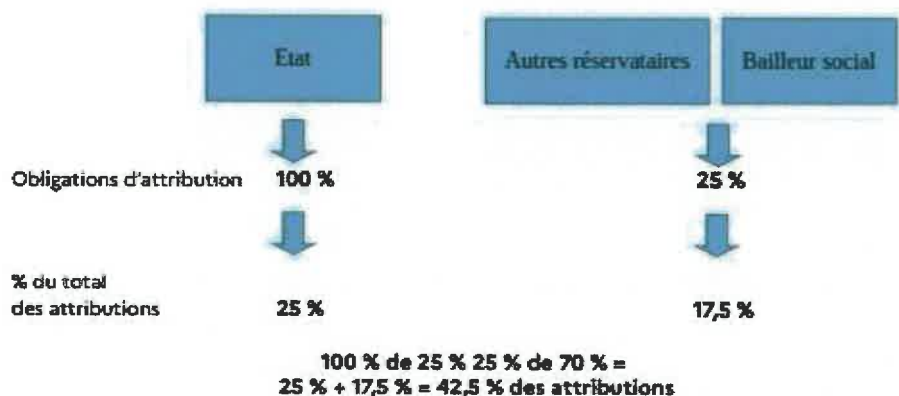 Etat
Autres réservataires
Bailleur social
Obligations d'attribution 100 % 25 %
% du total
des attributions 25 % 17,5 %
100 % de 25 % 25 % de 70 % =
25 % + 17,5 % = 42,5 % des attributions